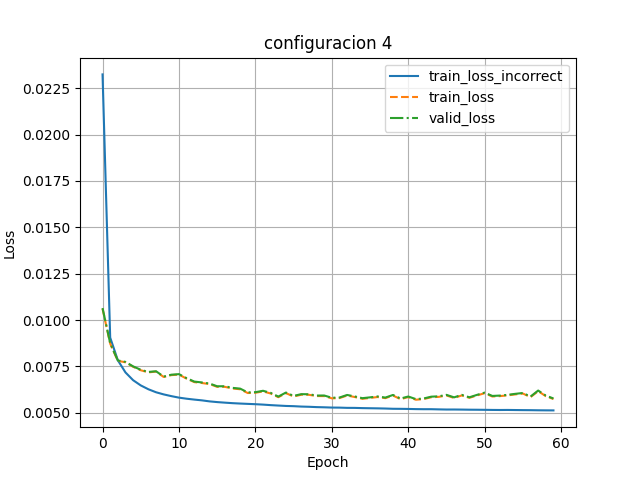 configuracion 4
train_loss_incorrect
train_loss
valid_loss
0.0225
0.0200
0.0175
0.0150
0.0125
0.0100
0.0075
0.0050
Loss
0 10 20 30 40 50 60
Epoch